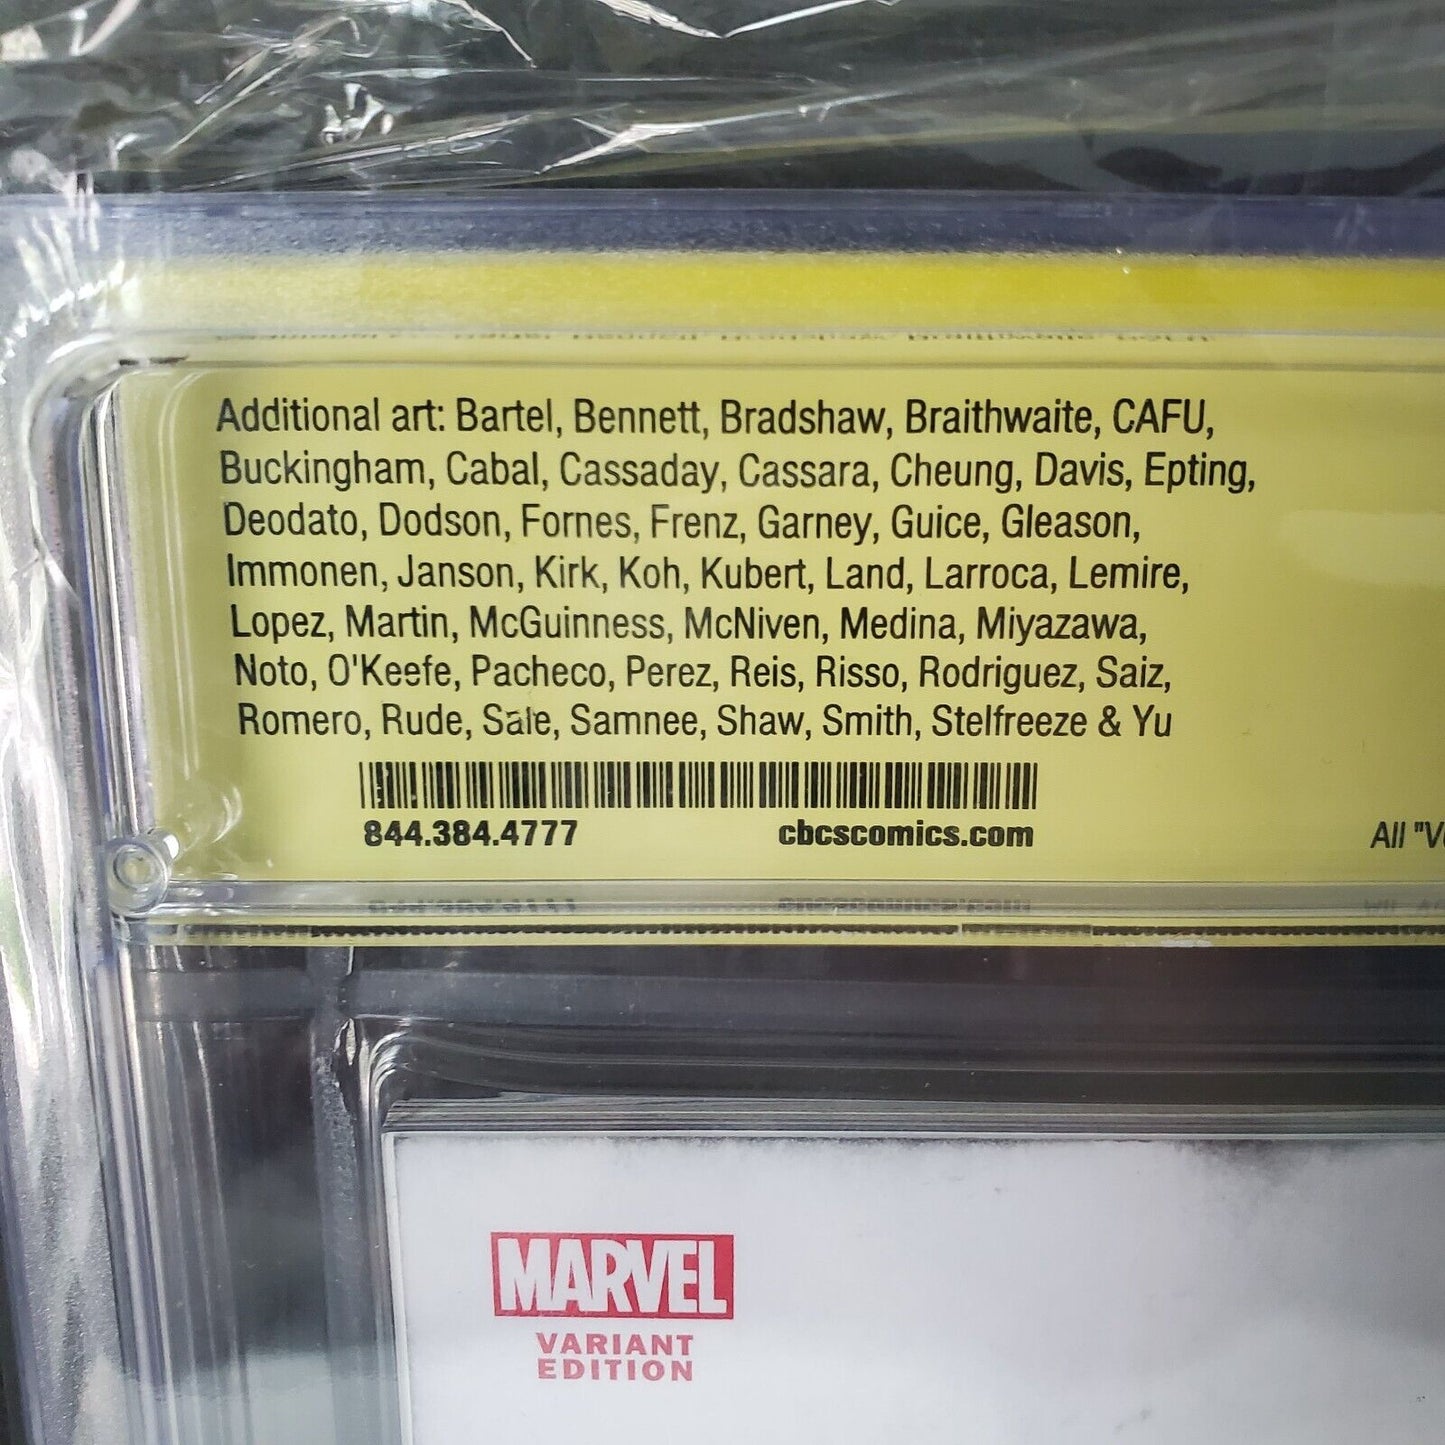 Additional art: Bartel, Bennett, Bradshaw, Braithwaite, CAFU,
Buckingham, Cabal, Cassaday, Cassara, Cheung, Davis, Epting,
Deodato, Dodson, Fornes, Frenz, Garney, Guice, Gleason,
Immonen, Janson, Kirk, Koh, Kubert, Land, Larroca, Lemire,
Lopez, Martin, McGuinness, McNiven, Medina, Miyazawa,
Noto, O'Keefe, Pacheco, Perez, Reis, Risso, Rodriguez, Saiz,
Romero, Rude, Sale, Samnee, Shaw, Smith, Stelfreeze & Yu
844.384.4777 cbcscomics.com
All
MARVEL
VARIANT
EDITION